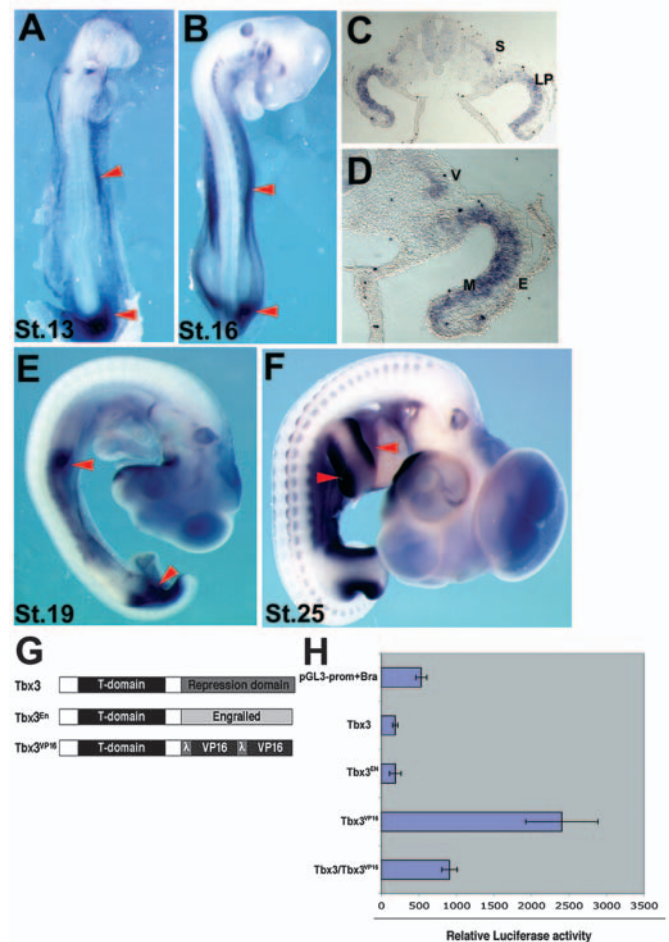 A
B
C
S
LP
D
V
M
E
St.13
St.16
E
F
St.19
St.25
G
Tbx3
T-domain
Repression domain
Tbx3En
T-domain
Engrailed
Tbx3VP16
T-domain
λ
VP16
λ
VP16
H
pGL3-prom+Bra
Tbx3
Tbx3EN
Tbx3VP16
Tbx3/Tbx3VP16
0
500
1000
1500
2000
2500
3000
3500
Relative Luciferase activity